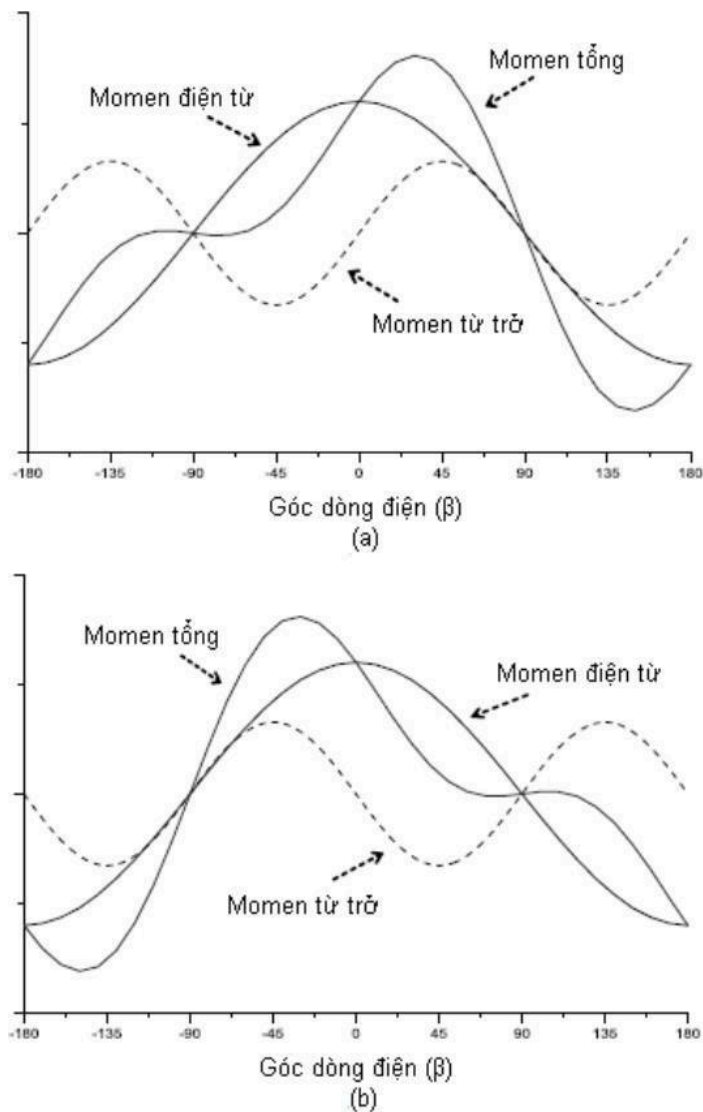 Momen tổng
Momen điện từ
Momen từ trở
-180 -135 -90 -45 0 45 90 135 180
Góc dòng điện (β)
(a)
Momen tổng
Momen điện từ
Momen từ trở
-180 -135 -90 -45 0 45 90 135 180
Góc dòng điện (β)
(b)